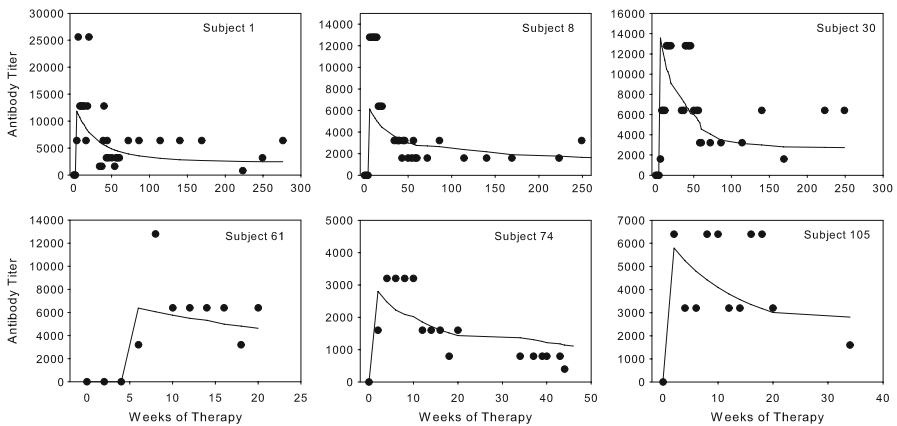 Subject 1
Subject 8
Subject 30
30000
25000
20000
15000
10000
5000
0
0 50 100 150 200 250 300
14000
12000
10000
8000
6000
4000
2000
0
0 50 100 150 200 250
16000
14000
12000
10000
8000
6000
4000
2000
0
0 50 100 150 200 250 300
Antibody Titer
Subject 61
Subject 74
Subject 105
14000
12000
10000
8000
6000
4000
2000
0
0 5 10 15 20 25
5000
4000
3000
2000
1000
0
0 10 20 30 40 50
7000
6000
5000
4000
3000
2000
1000
0
0 10 20 30 40
Antibody Titer
Weeks of Therapy
Weeks of Therapy
Weeks of Therapy